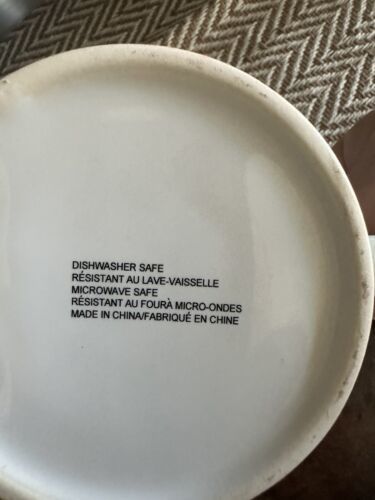 DISHWASHER SAFE
RÉSISTANT AU LAVE-VAISSELLE
MICROWAVE SAFE
RÉSISTANT AU FOURÀ MICRO-ONDES
MADE IN CHINA/FABRIQUÉ EN CHINE